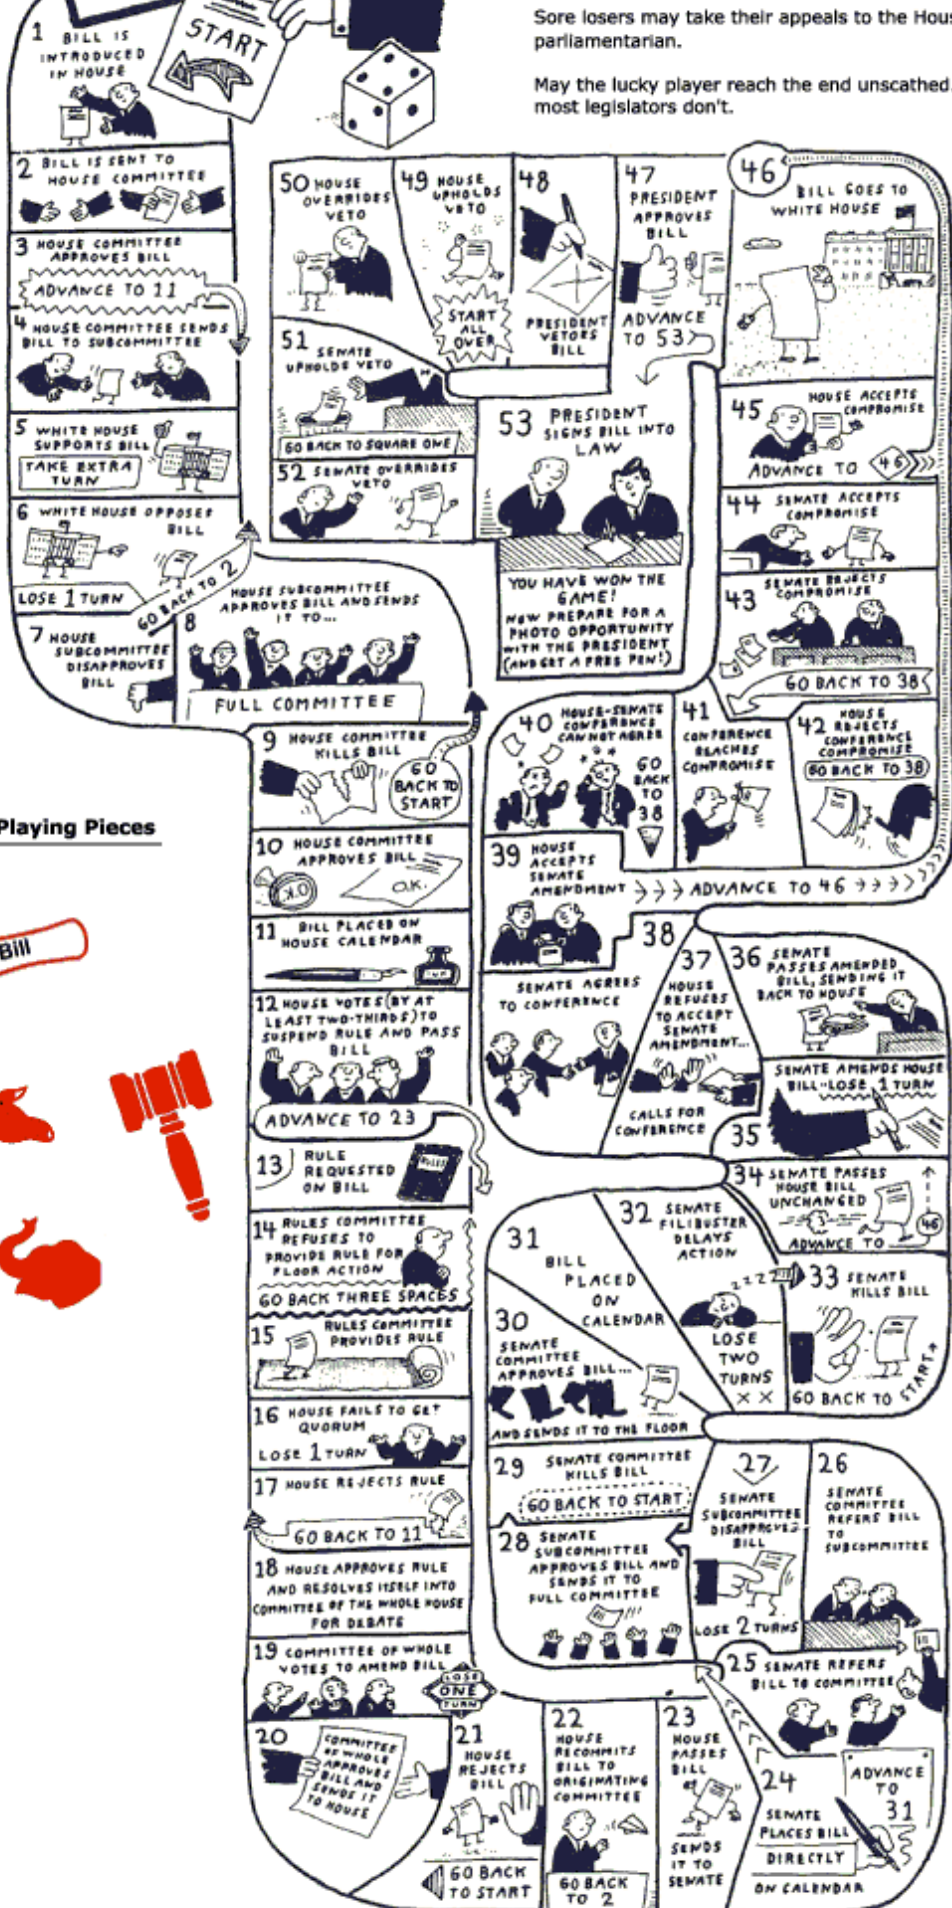 Sore losers may take their appeals to the Hous
parliamentarian.
May the lucky player reach the end unscathed.
most legislators don't.
START
1 BILL IS
INTRODUCED
IN HOUSE
2 BILL IS SENT TO
HOUSE COMMITTEE
3 HOUSE COMMITTEE
APPROVES BILL
ADVANCE TO 11
4 HOUSE COMMITTEE SENDS
BILL TO SUBCOMMITTEE
5 WHITE HOUSE
SUPPORTS BILL
TAKE EXTRA
TURN
6 WHITE HOUSE OPPOSES
BILL
LOSE 1 TURN
GO BACK TO 2
7 HOUSE
SUBCOMMITTEE
DISAPPROVES
BILL
8 HOUSE SUBCOMMITTEE
APPROVES BILL AND SENDS
IT TO...
FULL COMMITTEE
9 HOUSE COMMITTEE
KILLS BILL
GO
BACK TO
START
10 HOUSE COMMITTEE
APPROVES BILL
O.K.
O.K.
11 BILL PLACED ON
HOUSE CALENDAR
12 HOUSE VOTES (BY AT
LEAST TWO-THIRDS) TO
SUSPEND RULE AND PASS
BILL
ADVANCE TO 23
13 RULE
REQUESTED
ON BILL
RULES
14 RULES COMMITTEE
REFUSES TO
PROVIDE RULE FOR
FLOOR ACTION
GO BACK THREE SPACES
15 RULES COMMITTEE
PROVIDES RULE
16 HOUSE FAILS TO GET
QUORUM
LOSE 1 TURN
17 HOUSE REJECTS RULE
GO BACK TO 11
18 HOUSE APPROVES RULE
AND RESOLVES ITSELF INTO
COMMITTEE OF THE WHOLE HOUSE
FOR DEBATE
19 COMMITTEE OF WHOLE
VOTES TO AMEND BILL
LOSE
ONE
TURN
20 COMMITTEE
OF WHOLE
APPROVES
BILL AND
SENDS IT
TO HOUSE
21 HOUSE
REJECTS
BILL
GO BACK
TO START
22 HOUSE
RECOMMITS
BILL TO
ORIGINATING
COMMITTEE
GO BACK
TO 2
23 HOUSE
PASSES
BILL
SENDS
IT TO
SENATE
24 SENATE
PLACES BILL
DIRECTLY
ON CALENDAR
ADVANCE
TO
31
25 SENATE REFERS
BILL TO COMMITTEE
26 SENATE
COMMITTEE
REFERS BILL
TO
SUBCOMMITTEE
27 SENATE
SUBCOMMITTEE
DISAPPROVES
BILL
LOSE 2 TURNS
28 SENATE
SUBCOMMITTEE
APPROVES BILL AND
SENDS IT TO
FULL COMMITTEE
29 SENATE COMMITTEE
KILLS BILL
GO BACK TO START
30 SENATE
COMMITTEE
APPROVES BILL...
AND SENDS IT TO THE FLOOR
31 BILL
PLACED
ON
CALENDAR
32 SENATE
FILIBUSTER
DELAYS
ACTION
ZZZZ
LOSE
TWO
TURNS
X X
33 SENATE
KILLS BILL
GO BACK TO START
34 SENATE PASSES
HOUSE BILL
UNCHANGED
ADVANCE TO 46
SENATE AMENDS HOUSE
BILL-LOSE 1 TURN
35
36 SENATE
PASSES AMENDED
BILL, SENDING IT
BACK TO HOUSE
37 HOUSE
REFUSES
TO ACCEPT
SENATE
AMENDMENT...
CALLS FOR
CONFERENCE
38
SENATE AGREES
TO CONFERENCE
39 HOUSE
ACCEPTS
SENATE
AMENDMENT
ADVANCE TO 46
40 HOUSE-SENATE
CONFERENCE
CANNOT AGREE
GO
BACK
TO
38
41
CONFERENCE
REACHES
COMPROMISE
42 HOUSE
REJECTS
CONFERENCE
COMPROMISE
GO BACK TO 38
43 SENATE REJECTS
COMPROMISE
GO BACK TO 38
44 SENATE ACCEPTS
COMPROMISE
45 HOUSE ACCEPTS
COMPROMISE
ADVANCE TO 46
46
BILL GOES TO
WHITE HOUSE
47
PRESIDENT
APPROVES
BILL
ADVANCE
TO 53
48
PRESIDENT
VETOES
BILL
49 HOUSE
UPHOLDS
VETO
START
ALL
OVER
50 HOUSE
OVERRIDES
VETO
51 SENATE
UPHOLDS VETO
GO BACK TO SQUARE ONE
52 SENATE OVERRIDES
VETO
53 PRESIDENT
SIGNS BILL INTO
LAW
YOU HAVE WON THE
GAME!
NOW PREPARE FOR A
PHOTO OPPORTUNITY
WITH THE PRESIDENT
(AND GET A FREE PEN!)
Playing Pieces
Bill